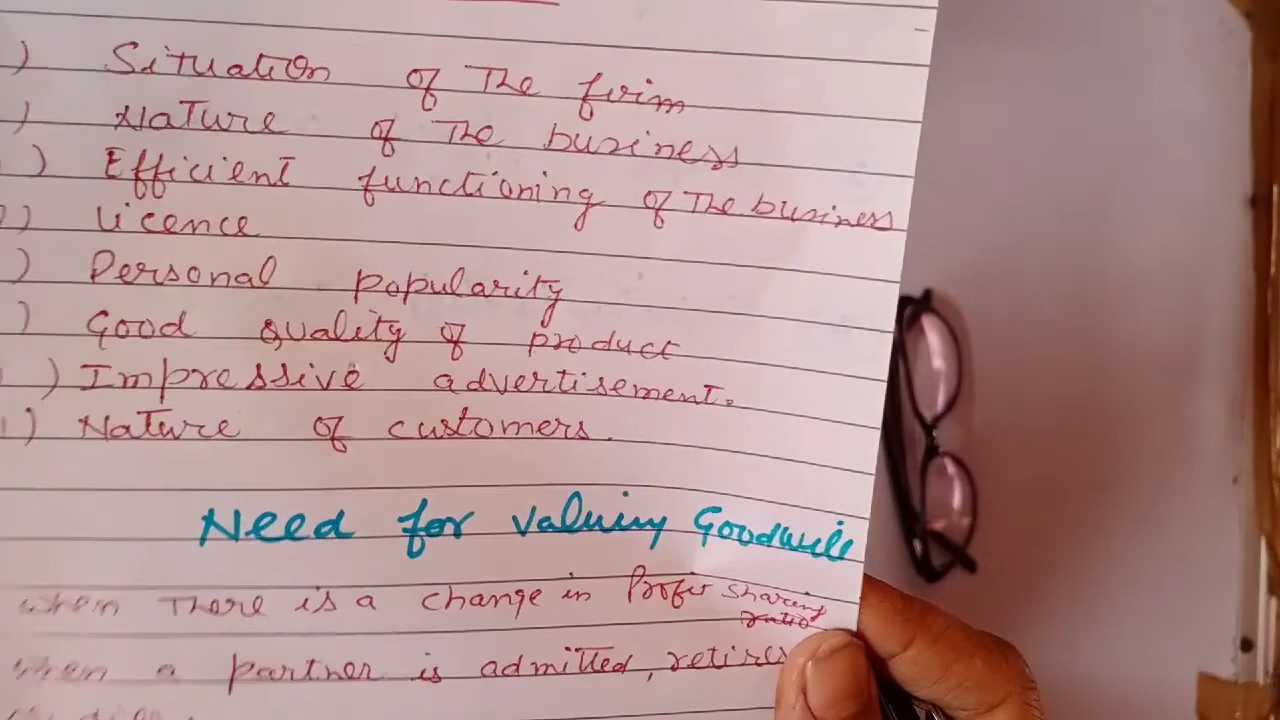 ) Situation of The firm
) Nature of The business
) Efficient functioning of The business
) Licence
) Personal popularity
) Good Quality of product
) Impressive advertisement.
) Nature of customers.
Need for Valuing Goodwill
when There is a change in Profit sharing
ratio
when a partner is admitted, retires